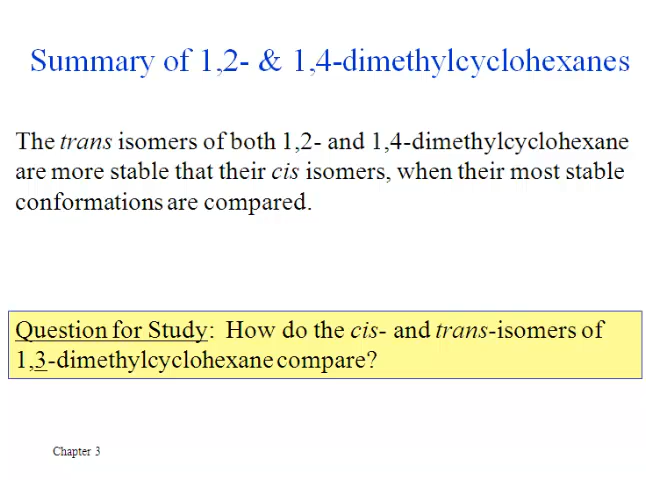 Summary of 1,2- & 1,4-dimethylcyclohexanes
The trans isomers of both 1,2- and 1,4-dimethylcyclohexane
are more stable that their cis isomers, when their most stable
conformations are compared.
Question for Study: How do the cis- and trans-isomers of
1,3-dimethylcyclohexane compare?
Chapter 3